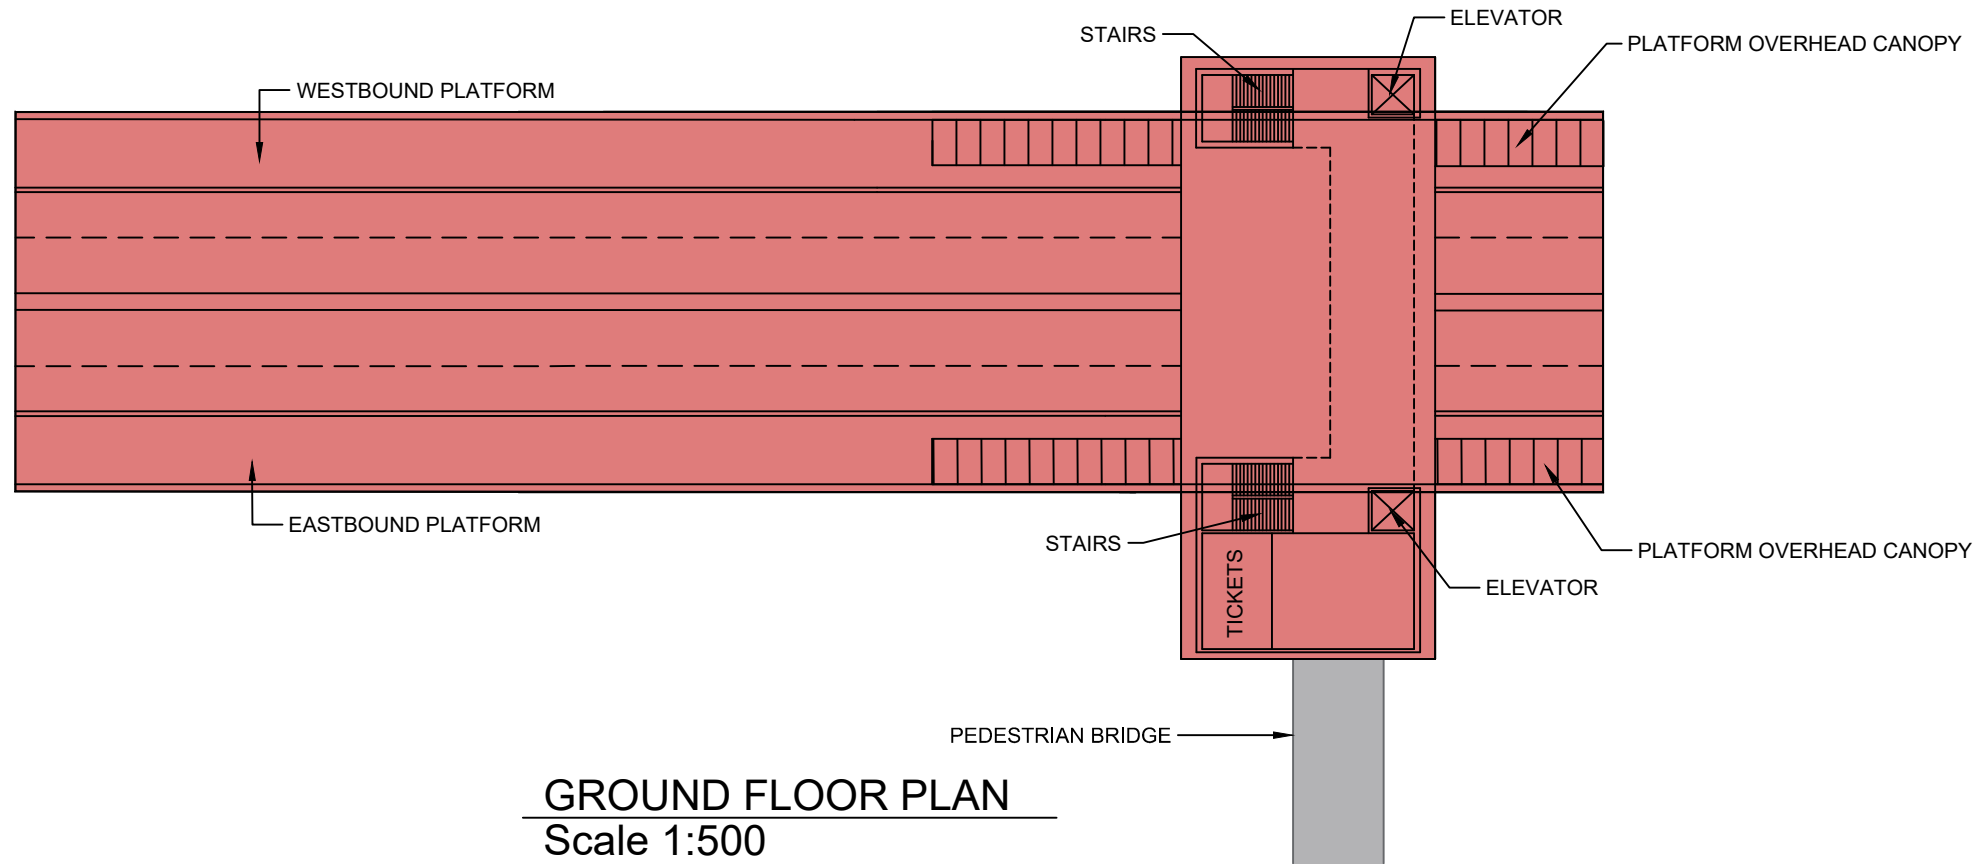 ELEVATOR
STAIRS
PLATFORM OVERHEAD CANOPY
WESTBOUND PLATFORM
EASTBOUND PLATFORM
STAIRS
PLATFORM OVERHEAD CANOPY
ELEVATOR
TICKETS
PEDESTRIAN BRIDGE
GROUND FLOOR PLAN
Scale 1:500